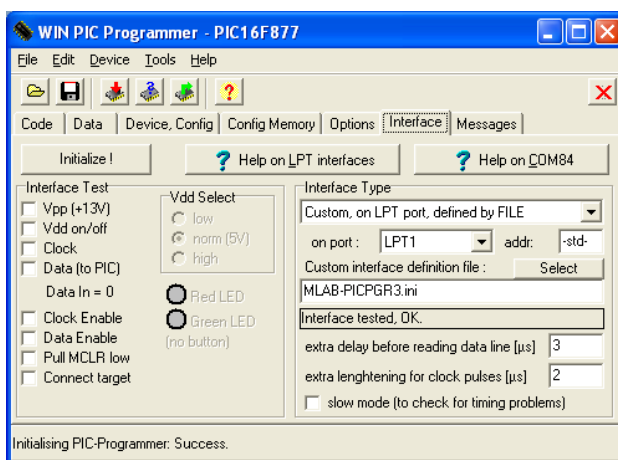 WIN PIC Programmer - PIC16F877
File Edit Device Tools Help
Code Data Device, Config Config Memory Options Interface Messages
Initialize ! ? Help on LPT interfaces ? Help on COM84
Interface Test
Vpp (+13V)
Vdd on/off
Clock
Data (to PIC)
Data In = 0
Clock Enable
Data Enable
Pull MCLR low
Connect target
Vdd Select
low
norm (5V)
high
Red LED
Green LED
(no button)
Interface Type
Custom, on LPT port, defined by FILE
on port : LPT1 addr: -std-
Custom interface definition file : Select
MLAB-PICPGR3.ini
Interface tested, OK.
extra delay before reading data line [µs] 3
extra lenghtening for clock pulses [µs] 2
slow mode (to check for timing problems)
Initialising PIC-Programmer: Success.